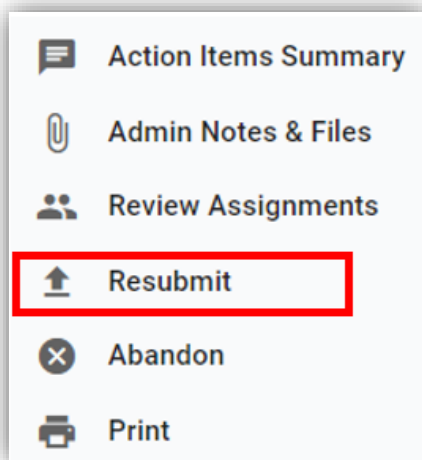 Action Items Summary
Admin Notes & Files
Review Assignments
Resubmit
Abandon
Print